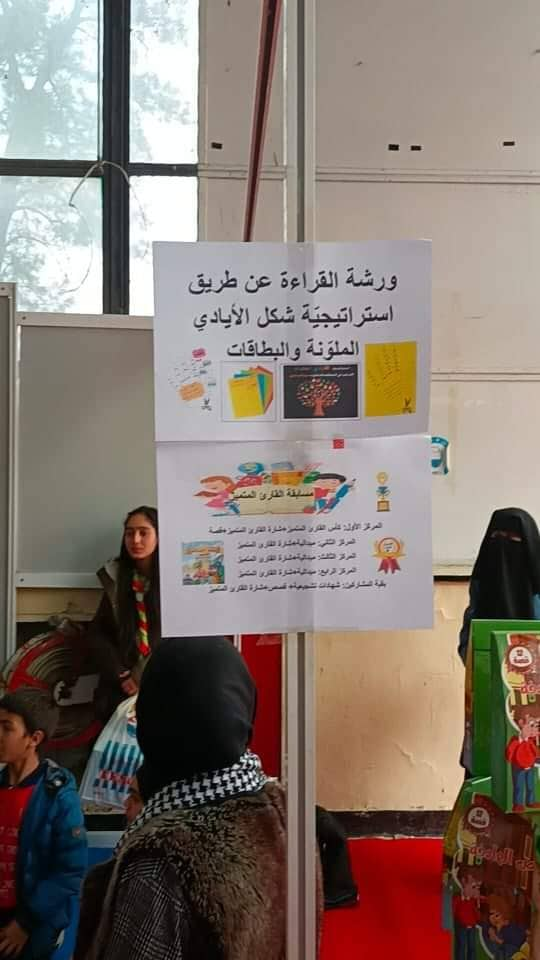 ورشة القراءة عن طريق
استراتيجيّة شكل الأيادي
الملوّنة والبطاقات
مسابقة القارئ المتميز
المركز الأول: كأس القارئ المتميز+شارة القارئ المتميز+قصة
المركز الثاني: ميدالية+شارة القارئ المتميز
المركز الثالث: ميدالية+شارة القارئ المتميز
المركز الرابع: ميدالية+شارة القارئ المتميز
بقية المشاركين: شهادات تشجيعية+ قصص+شارة القارئ المتميز
قصة